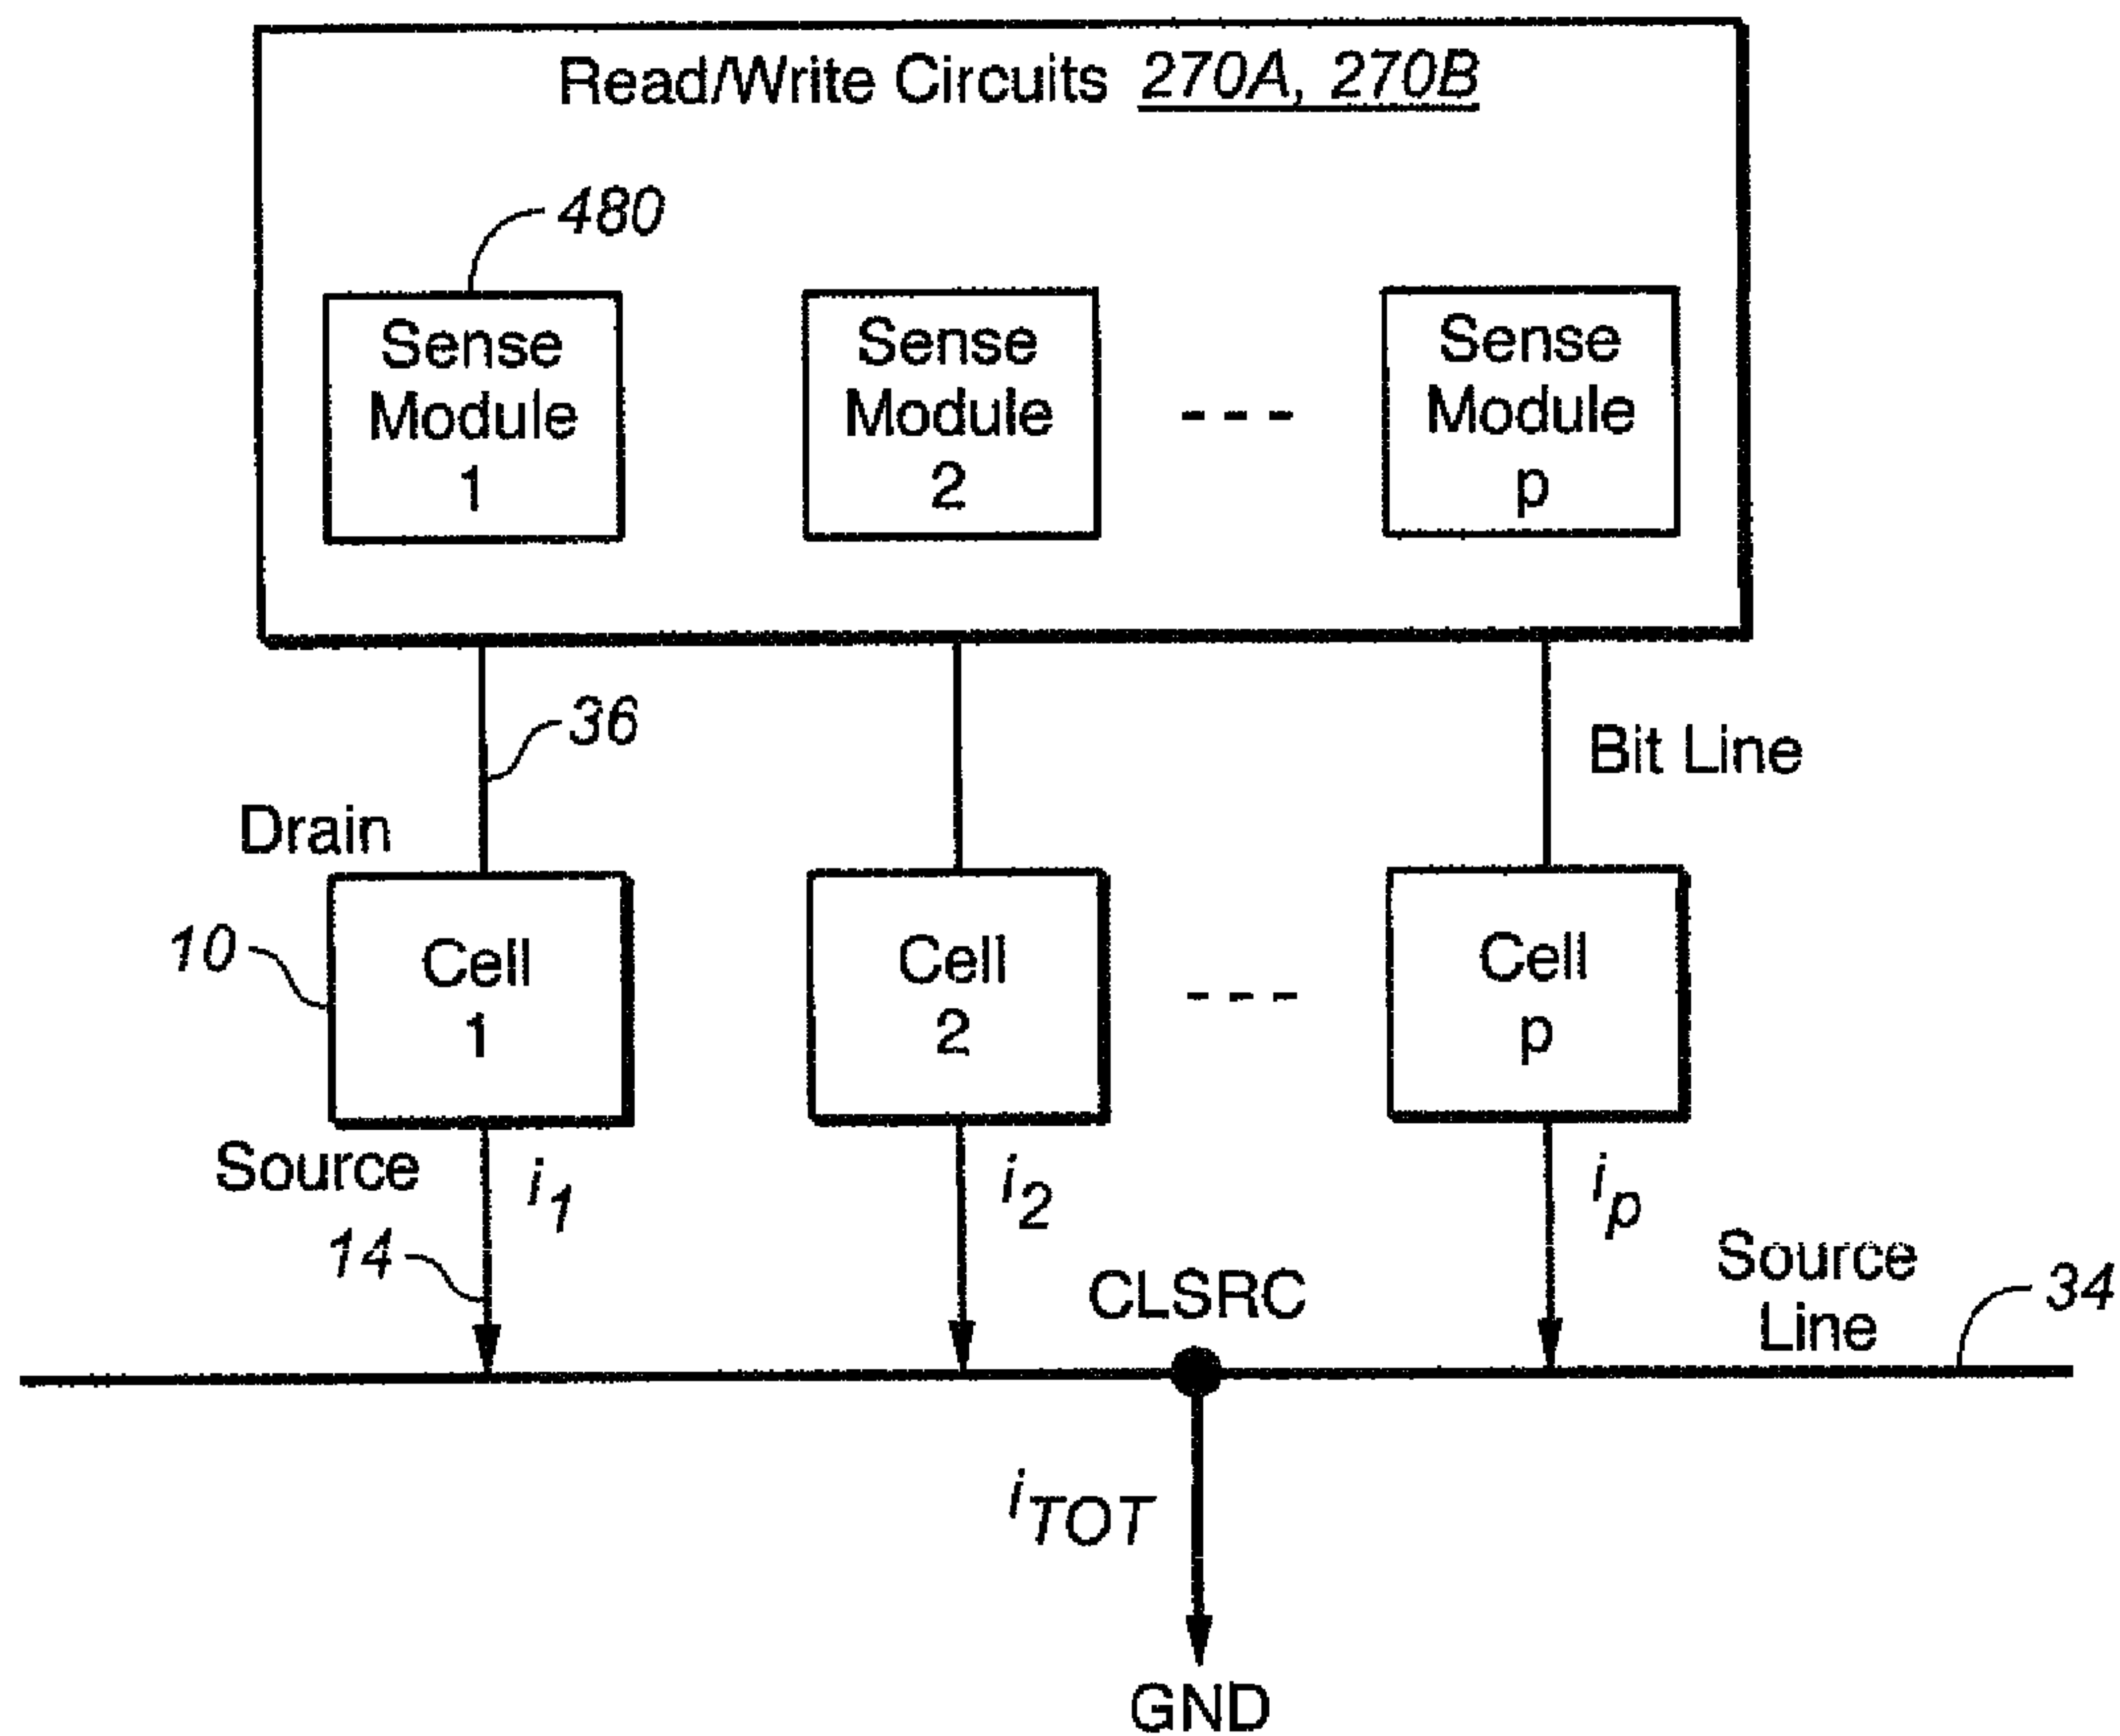 Read/Write Circuits 270A, 270B
480
Sense
Module
1
Sense
Module
2
Sense
Module
p
36
Bit Line
Drain
10
Cell
1
Cell
2
Cell
p
Source
i1
i2
ip
14
CLSRC
Source
Line
34
iTOT
GND